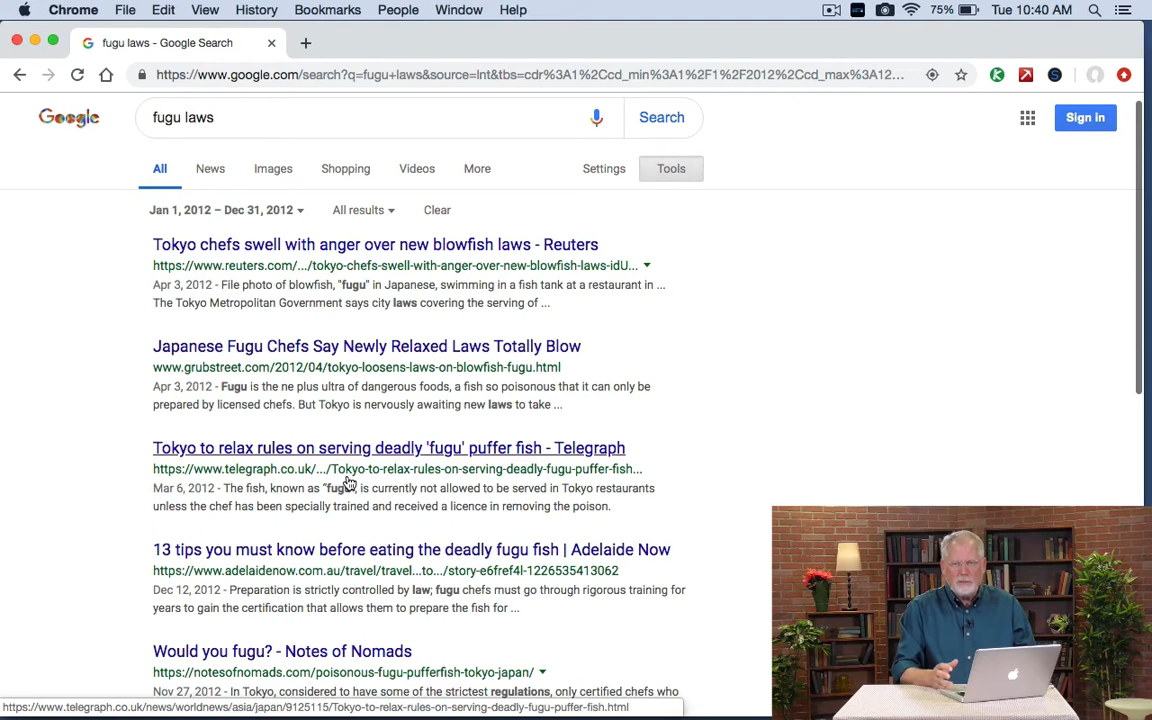 Chrome File Edit View History Bookmarks People Window Help 75% Tue 10:40 AM
fugu laws - Google Search
https://www.google.com/search?q=fugu+laws&source=lnt&tbs=cdr%3A1%2Ccd_min%3A1%2F1%2F2012%2Ccd_max%3A12...
Google fugu laws Search Sign in
All News Images Shopping Videos More Settings Tools
Jan 1, 2012 – Dec 31, 2012 All results Clear
Tokyo chefs swell with anger over new blowfish laws - Reuters
https://www.reuters.com/.../tokyo-chefs-swell-with-anger-over-new-blowfish-laws-idU...
Apr 3, 2012 - File photo of blowfish, "fugu" in Japanese, swimming in a fish tank at a restaurant in ...
The Tokyo Metropolitan Government says city laws covering the serving of ...
Japanese Fugu Chefs Say Newly Relaxed Laws Totally Blow
www.grubstreet.com/2012/04/tokyo-loosens-laws-on-blowfish-fugu.html
Apr 3, 2012 - Fugu is the ne plus ultra of dangerous foods, a fish so poisonous that it can only be
prepared by licensed chefs. But Tokyo is nervously awaiting new laws to take ...
Tokyo to relax rules on serving deadly 'fugu' puffer fish - Telegraph
https://www.telegraph.co.uk/.../Tokyo-to-relax-rules-on-serving-deadly-fugu-puffer-fish...
Mar 6, 2012 - The fish, known as "fugu", is currently not allowed to be served in Tokyo restaurants
unless the chef has been specially trained and received a licence in removing the poison.
13 tips you must know before eating the deadly fugu fish | Adelaide Now
https://www.adelaidenow.com.au/travel/travel...to.../story-e6fref4l-1226535413062
Dec 12, 2012 - Preparation is strictly controlled by law; fugu chefs must go through rigorous training for
years to gain the certification that allows them to prepare the fish for ...
Would you fugu? - Notes of Nomads
https://notesofnomads.com/poisonous-fugu-pufferfish-tokyo-japan/
Nov 27, 2012 - In Tokyo, considered to have some of the strictest regulations, only certified chefs who
https://www.telegraph.co.uk/news/worldnews/asia/japan/9125115/Tokyo-to-relax-rules-on-serving-deadly-fugu-puffer-fish.html